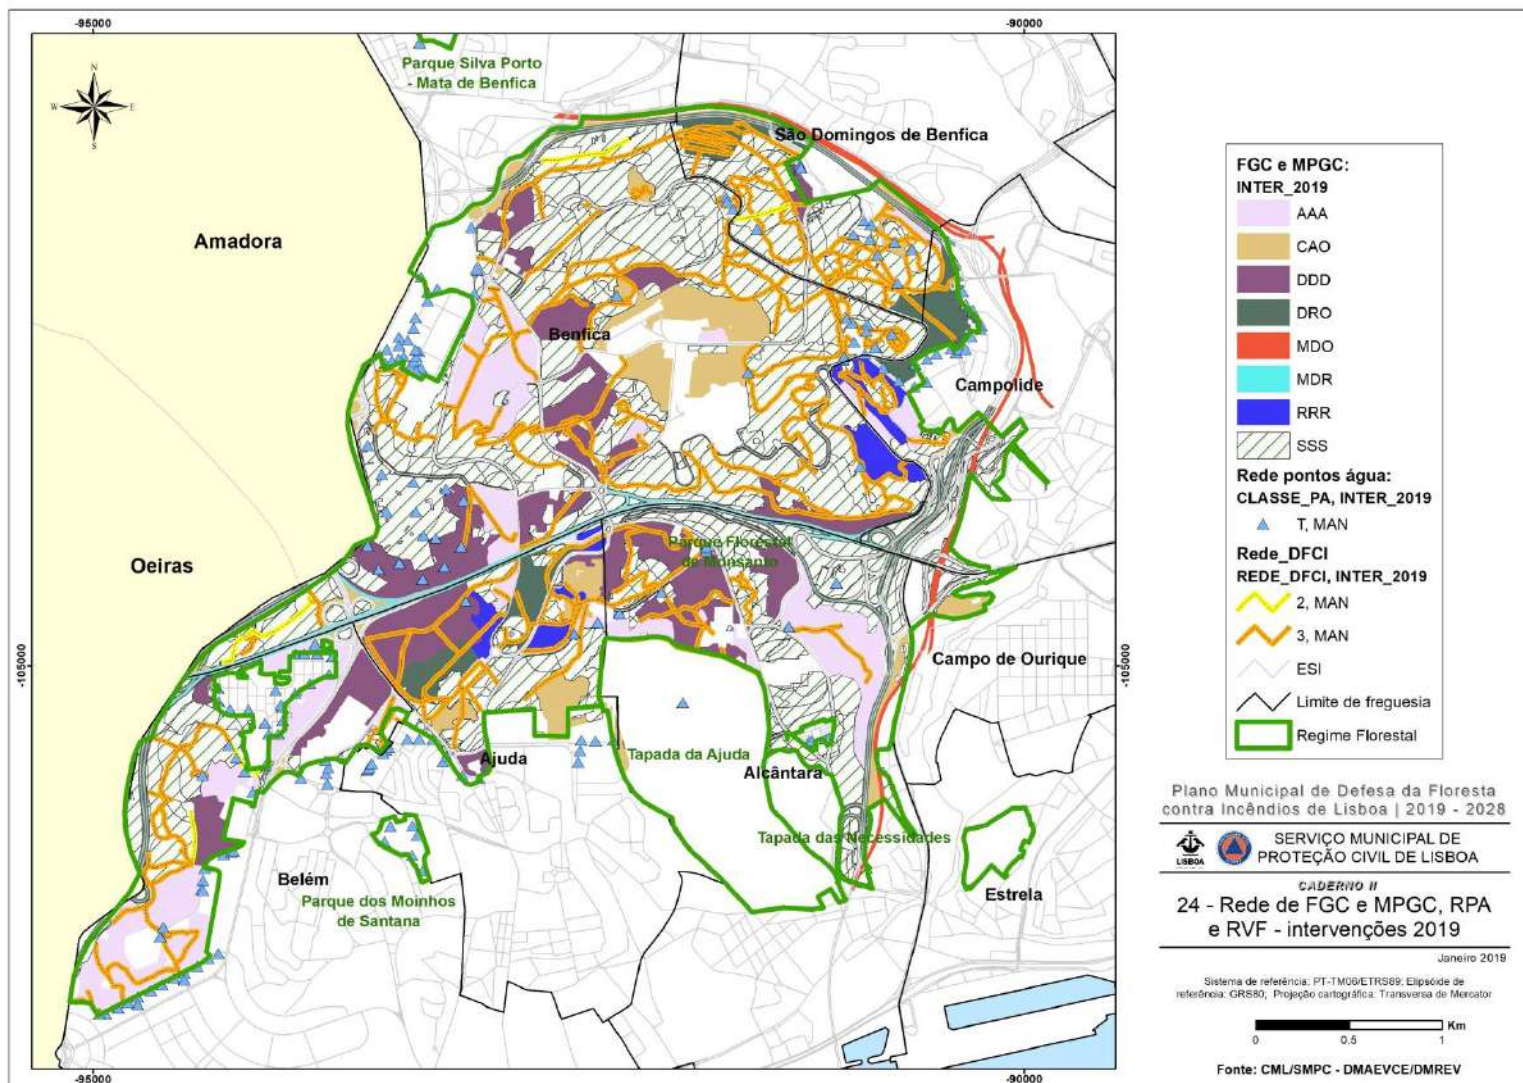 -95000
-90000
Parque Silva Porto
- Mata de Benfica
N
W
E
S
São Domingos de Benfica
Amadora
Benfica
Campolide
Parque Florestal
de Monsanto
Oeiras
-105000
-105000
Campo de Ourique
Ajuda
Tapada da Ajuda
Alcântara
Tapada das Necessidades
Belém
Parque dos Moinhos
de Santana
Estrela
-95000
-90000
FGC e MPGC:
INTER_2019
AAA
CAO
DDD
DRO
MDO
MDR
RRR
SSS
Rede pontos água:
CLASSE_PA, INTER_2019
T, MAN
Rede_DFCI
REDE_DFCI, INTER_2019
2, MAN
3, MAN
ESI
Limite de freguesia
Regime Florestal
Plano Municipal de Defesa da Floresta
contra Incêndios de Lisboa | 2019 - 2028
LISBOA
SERVIÇO MUNICIPAL DE
PROTEÇÃO CIVIL DE LISBOA
CADERNO II
24 - Rede de FGC e MPGC, RPA
e RVF - intervenções 2019
Janeiro 2019
Sistema de referência: PT-TM06/ETRS89; Elipsóide de
referência: GRS80; Projeção cartográfica: Transversa de Mercator
Km
0 0.5 1
Fonte: CML/SMPC - DMAEVCE/DMREV